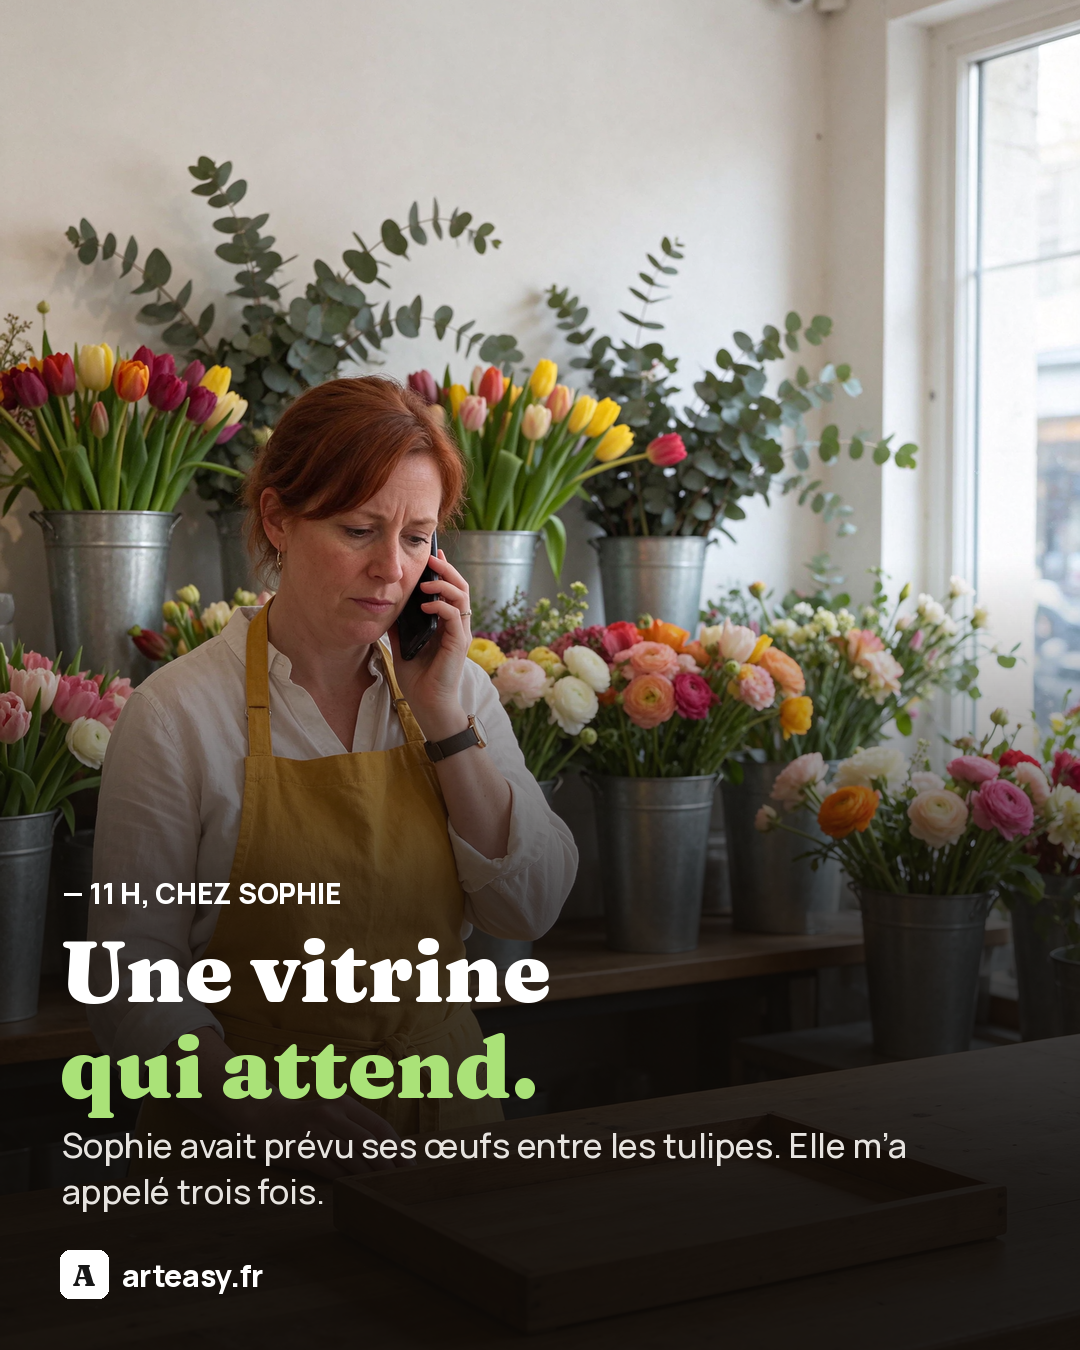 — 11 H, CHEZ SOPHIE
Une vitrine
qui attend.
Sophie avait prévu ses œufs entre les tulipes. Elle m’a
appelé trois fois.
A arteasy.fr